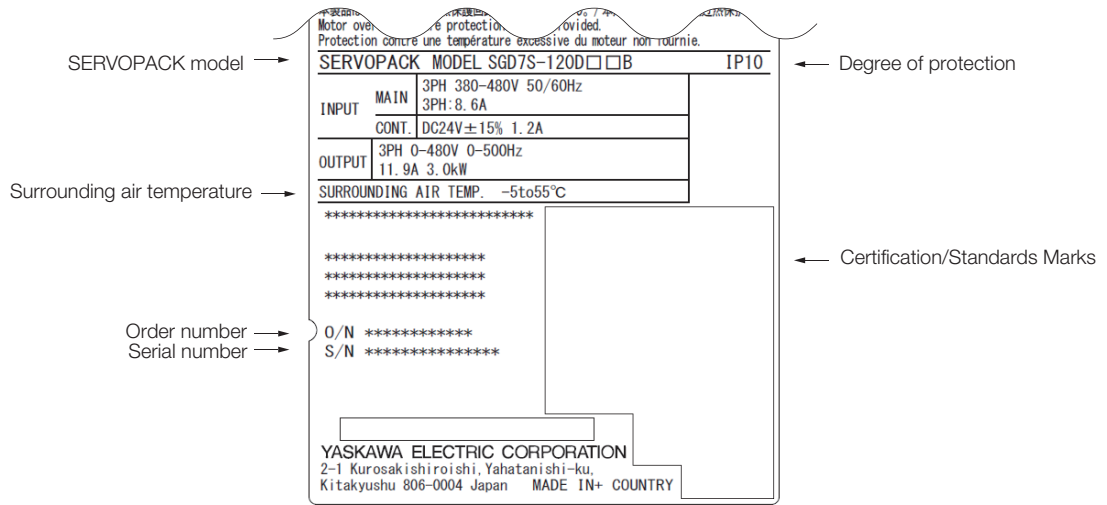 Motor ove e protectio ovided.
Protection contre une température excessive du moteur non fournie.
SERVOPACK model
SERVOPACK MODEL SGD7S-120D□□B IP10
Degree of protection
INPUT MAIN 3PH 380-480V 50/60Hz
3PH:8.6A
CONT. DC24V±15% 1.2A
OUTPUT 3PH 0-480V 0-500Hz
11.9A 3.0kW
Surrounding air temperature
SURROUNDING AIR TEMP. -5to55℃
**************************
********************
********************
********************
Certification/Standards Marks
Order number
O/N ************
Serial number
S/N ***************
YASKAWA ELECTRIC CORPORATION
2-1 Kurosakishiroishi,Yahatanishi-ku,
Kitakyushu 806-0004 Japan MADE IN+ COUNTRY